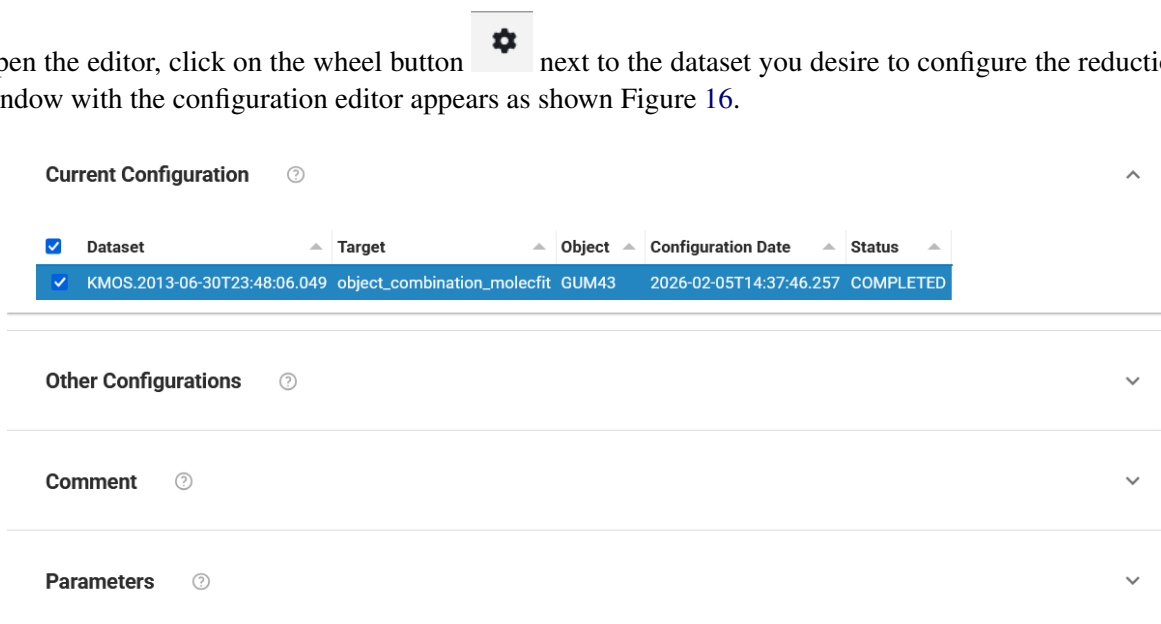 pen the editor, click on the wheel button next to the dataset you desire to configure the reducti
ndow with the configuration editor appears as shown Figure 16.
Current Configuration
Dataset Target Object Configuration Date Status
KMOS.2013-06-30T23:48:06.049 object_combination_molecfit GUM43 2026-02-05T14:37:46.257 COMPLETED
Other Configurations
Comment
Parameters